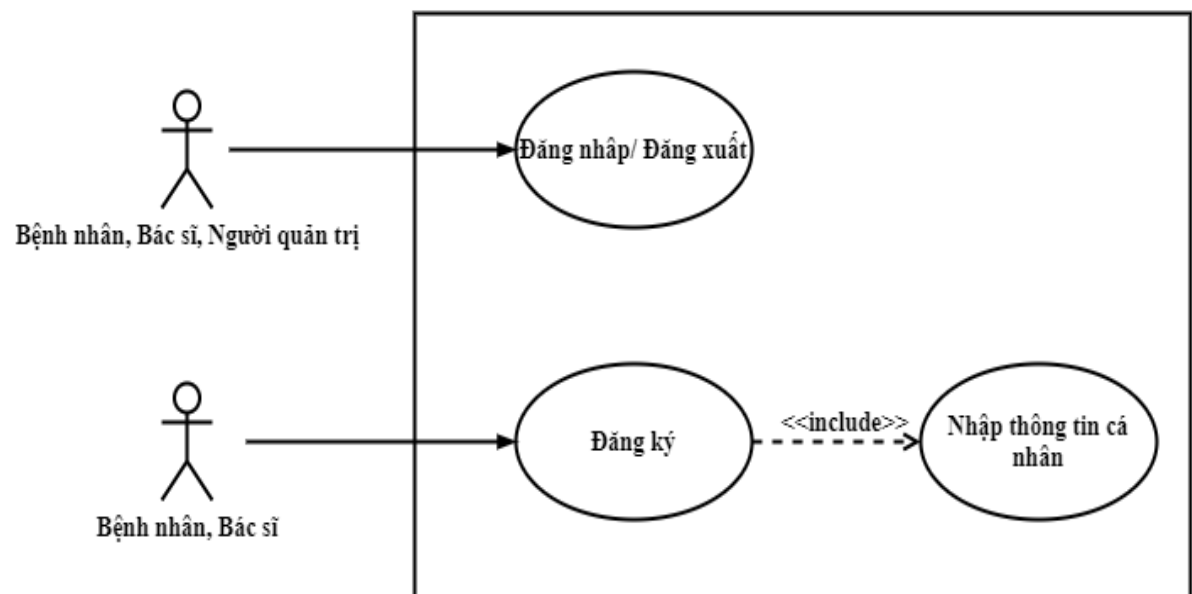 Đăng nhâp/ Đăng xuất
Bệnh nhân, Bác sĩ, Người quản trị
Đăng ký
<<include>>
Nhập thông tin cá
nhân
Bệnh nhân, Bác sĩ